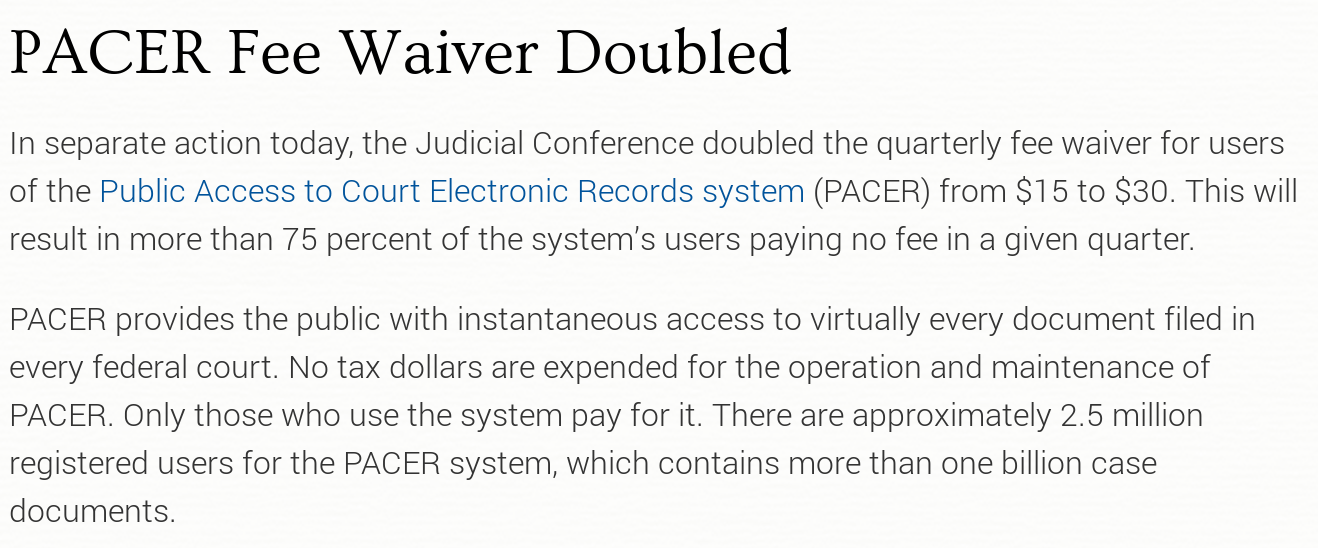 PACER Fee Waiver Doubled
In separate action today, the Judicial Conference doubled the quarterly fee waiver for users
of the Public Access to Court Electronic Records system (PACER) from $15 to $30. This will
result in more than 75 percent of the system’s users paying no fee in a given quarter.
PACER provides the public with instantaneous access to virtually every document filed in
every federal court. No tax dollars are expended for the operation and maintenance of
PACER. Only those who use the system pay for it. There are approximately 2.5 million
registered users for the PACER system, which contains more than one billion case
documents.